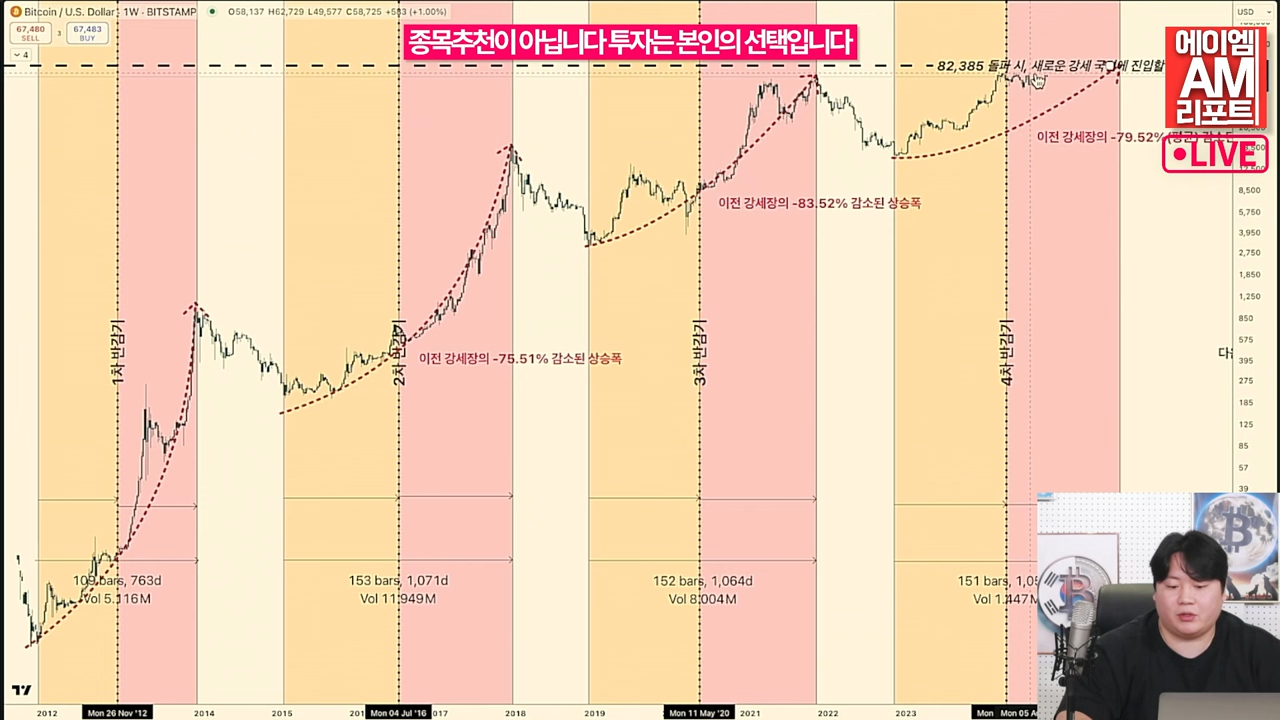 Bitcoin / U.S. Dollar · 1W · BITSTAMP O58,137 H62,729 L49,577 C58,725 +583 (+1.00%)
USD
67,480 SELL 3 67,483 BUY
4
종목추천이 아닙니다 투자는 본인의 선택입니다
에이엠
AM
리포트
LIVE
82,385 돌파 시, 새로운 강세
이전 강세장의 -79.52%
이전 강세장의 -83.52% 감소된 상승폭
이전 강세장의 -75.51% 감소된 상승폭
1차 반감기
2차 반감기
3차 반감기
4차 반감기
8,500
5,750
3,950
2,750
1,850
1,250
850
575
395
275
185
125
85
57
39
109 bars, 763d
Vol 5.116M
153 bars, 1,071d
Vol 11.949M
152 bars, 1,064d
Vol 8.004M
151 bars,
Vol 1.447M
2012 Mon 26 Nov '12 2014 2015 Mon 04 Jul '16 2018 2019 Mon 11 May '20 2021 2022 2023 Mon Mon 05